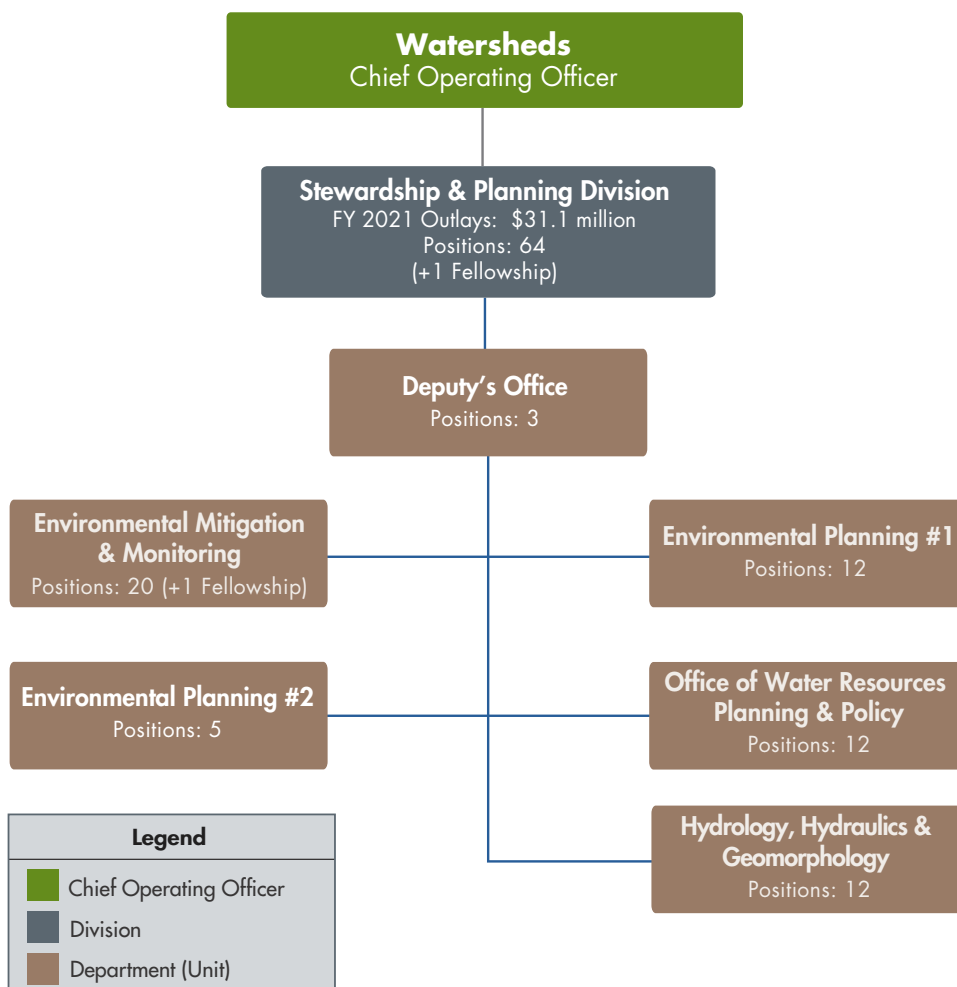 Watersheds
Chief Operating Officer
Stewardship & Planning Division
FY 2021 Outlays: $31.1 million
Positions: 64
(+1 Fellowship)
Deputy’s Office
Positions: 3
Environmental Mitigation
& Monitoring
Positions: 20 (+1 Fellowship)
Environmental Planning #1
Positions: 12
Environmental Planning #2
Positions: 5
Office of Water Resources
Planning & Policy
Positions: 12
Hydrology, Hydraulics &
Geomorphology
Positions: 12
Legend
Chief Operating Officer
Division
Department (Unit)